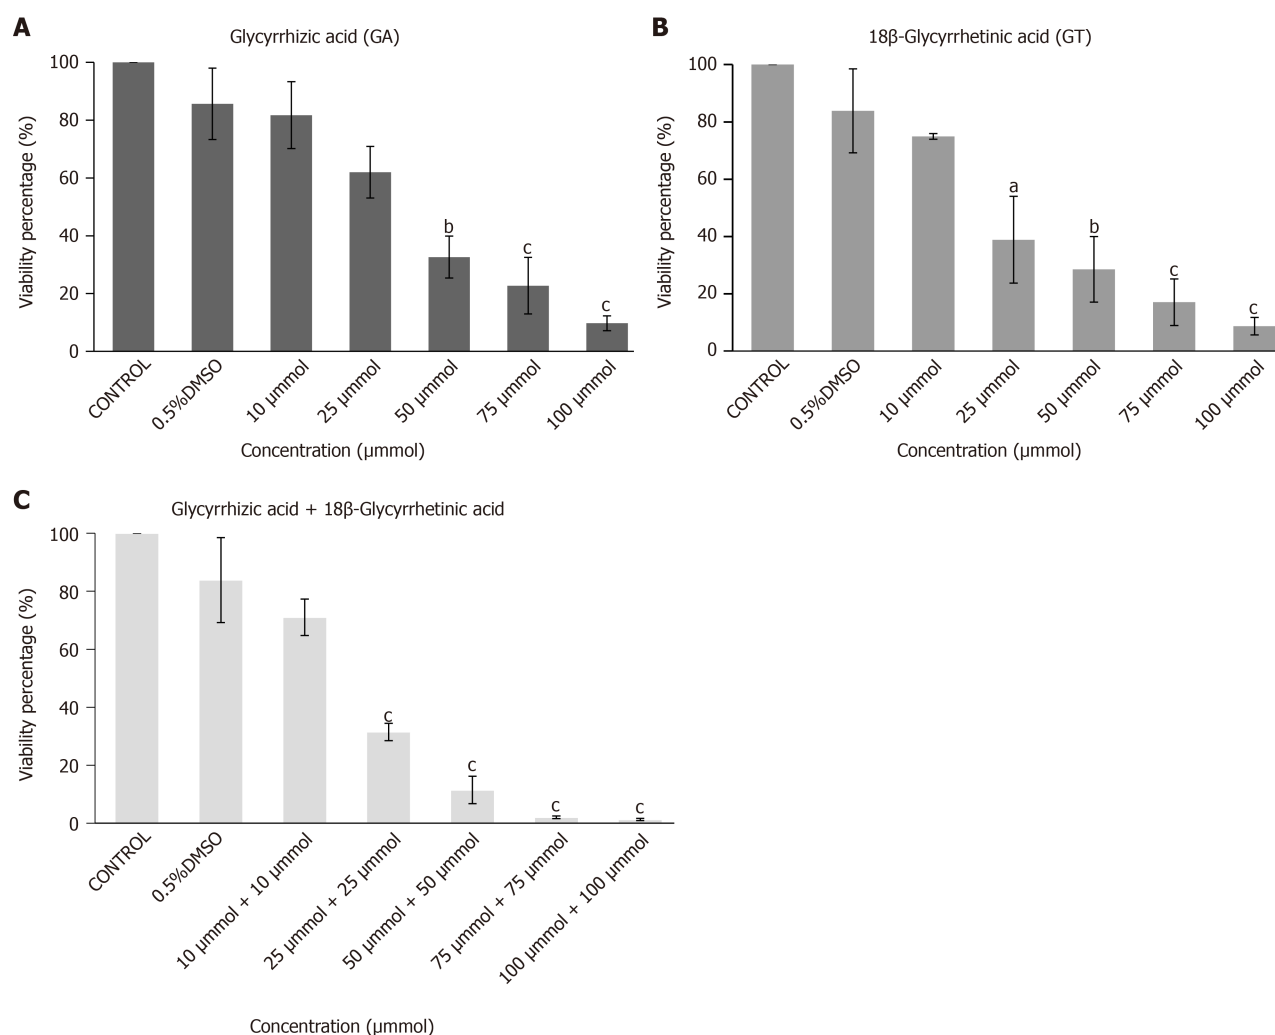 A
Glycyrrhizic acid (GA)
Viability percentage (%)
100
80
60
40
20
0
b
c
c
CONTROL
0.5%DMSO
10 µmmol
25 µmmol
50 µmmol
75 µmmol
100 µmmol
Concentration (µmmol)
B
18β-Glycyrrhetinic acid (GT)
Viability percentage (%)
100
80
60
40
20
0
a
b
c
c
CONTROL
0.5%DMSO
10 µmmol
25 µmmol
50 µmmol
75 µmmol
100 µmmol
Concentration (µmmol)
C
Glycyrrhizic acid + 18β-Glycyrrhetinic acid
Viability percentage (%)
100
80
60
40
20
0
c
c
c
c
CONTROL
0.5%DMSO
10 µmmol + 10 µmmol
25 µmmol + 25 µmmol
50 µmmol + 50 µmmol
75 µmmol + 75 µmmol
100 µmmol + 100 µmmol
Concentration (µmmol)